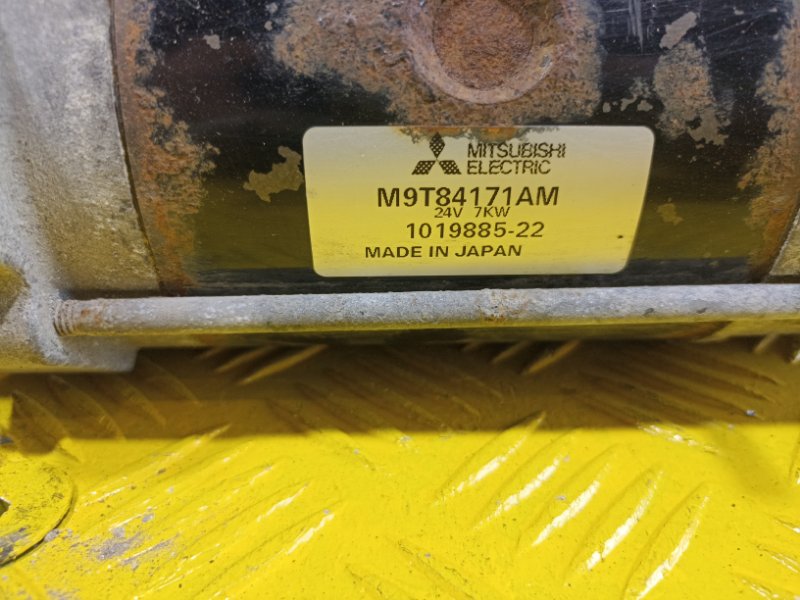 MITSUBISHI
ELECTRIC
M9T84171AM
24V 7KW
1019885-22
MADE IN JAPAN